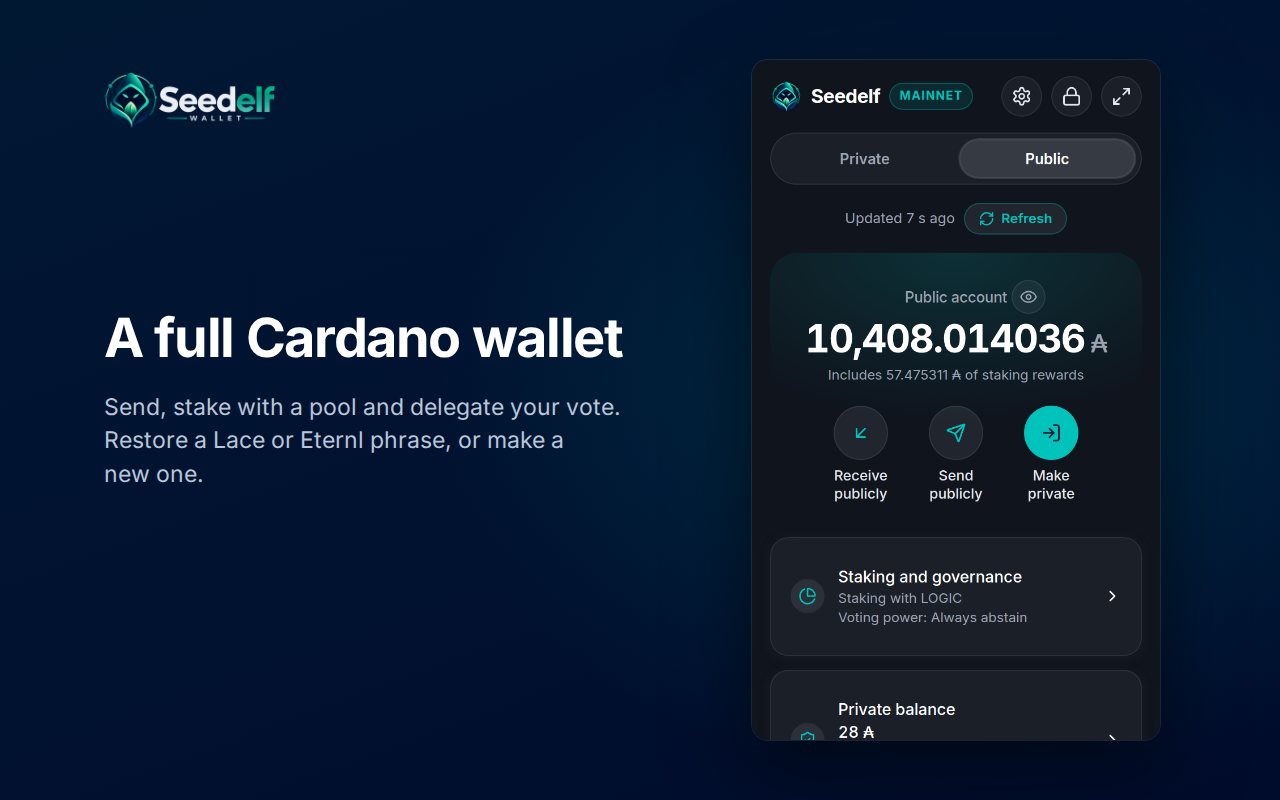 Seedelf
WALLET
A full Cardano wallet
Send, stake with a pool and delegate your vote.
Restore a Lace or Eternl phrase, or make a
new one.
Seedelf MAINNET
Private Public
Updated 7 s ago Refresh
Public account
10,408.014036 ₳
Includes 57.475311 ₳ of staking rewards
Receive publicly
Send publicly
Make private
Staking and governance
Staking with LOGIC
Voting power: Always abstain
Private balance
28 ₳